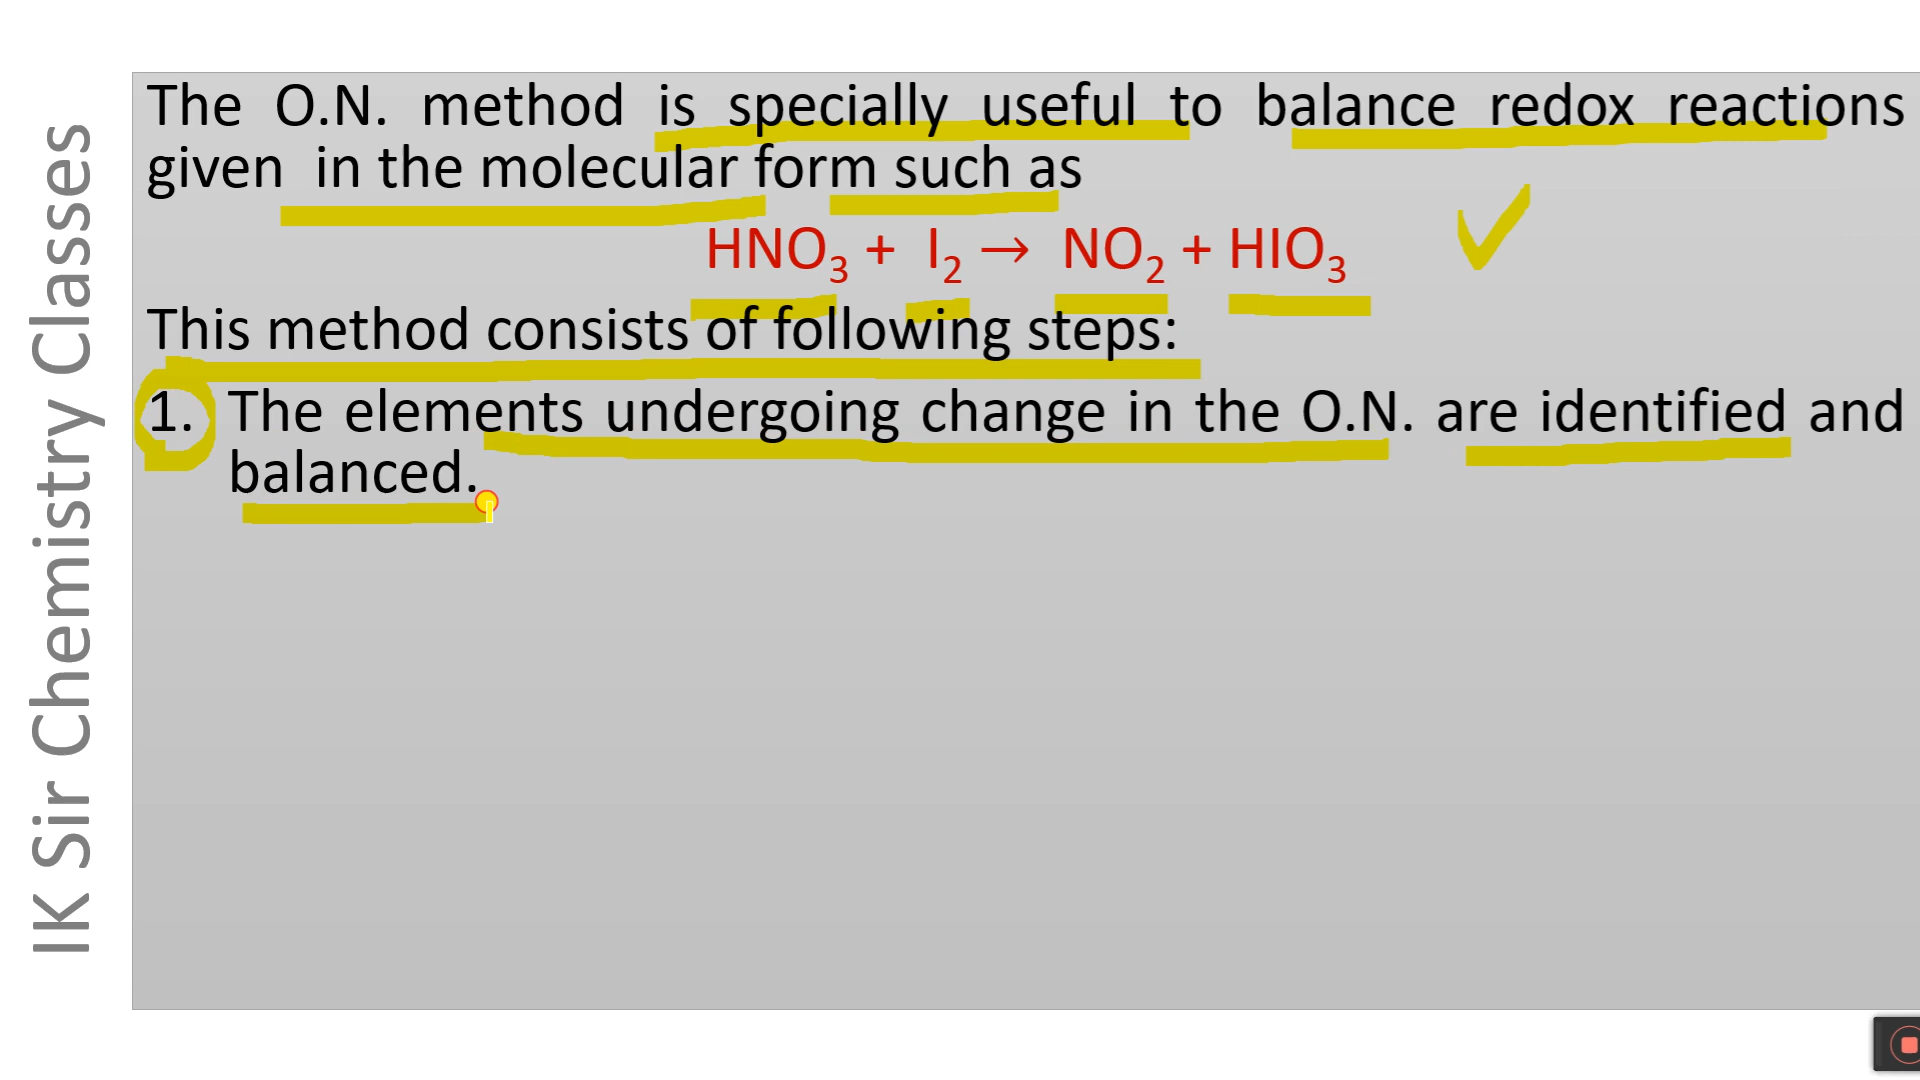 IK Sir Chemistry Classes
The O.N. method is specially useful to balance redox reactions
given in the molecular form such as
HNO₃ + I₂ → NO₂ + HIO₃
This method consists of following steps:
1. The elements undergoing change in the O.N. are identified and
balanced.